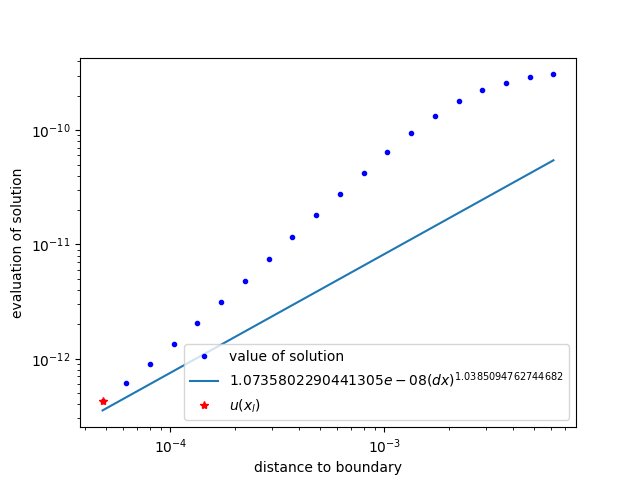 evaluation of solution
10^{-10}
10^{-11}
10^{-12}
value of solution
1.0735802290441305e − 08(dx)^{1.0385094762744682}
u(x_l)
10^{-4}
10^{-3}
distance to boundary